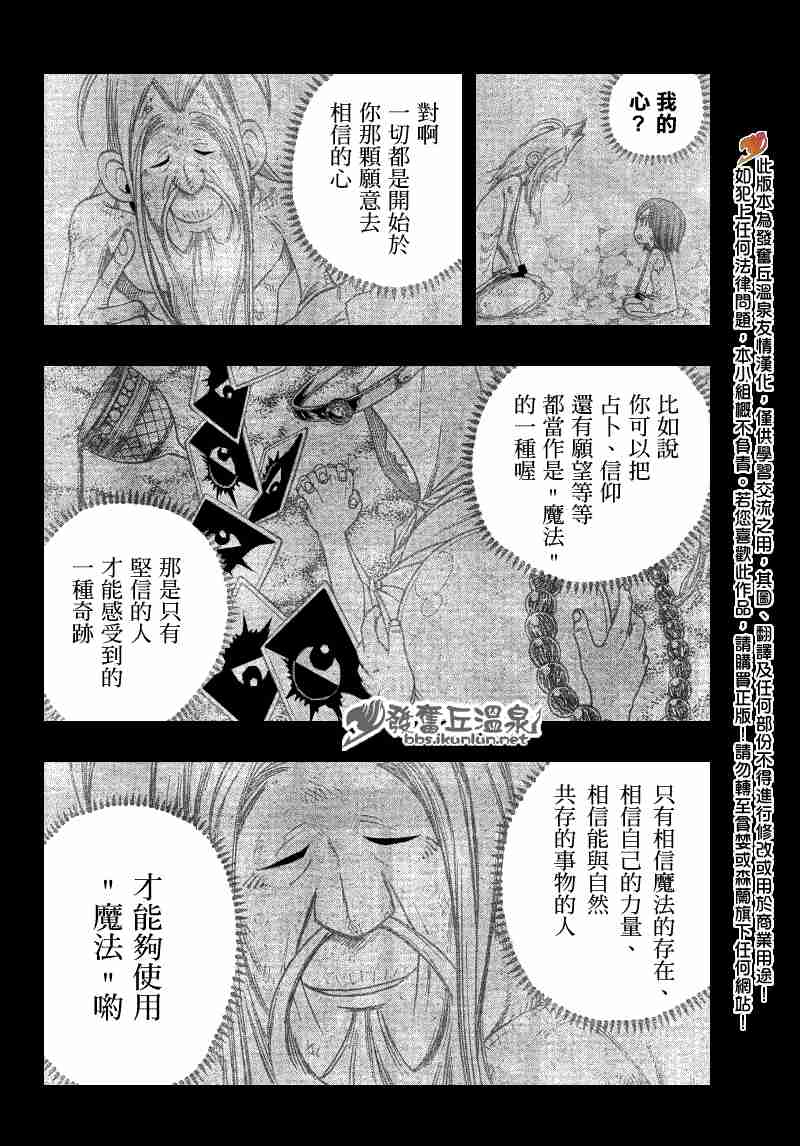 我的
心？
對啊
一切都是開始於
你那顆願意去
相信的心
比如說
你可以把
占卜、信仰
還有願望等等
都當作是"魔法"
的一種喔
那是只有
堅信的人
才能感受到的
一種奇跡
只有相信魔法的存在、
相信自己的力量、
相信能與自然
共存的事物的人
才能夠使用
"魔法"喲
發奮丘溫泉
bbs.ikunlun.net
此版本為發奮丘溫泉友情漢化，僅供學習交流之用，其圖、翻譯及任何部份不得進行修改或用於商業用途！
如犯上任何法律問題，本小組概不負責。若您喜歡此作品，請購買正版！請勿轉至貪婪或森蘭旗下任何網站！